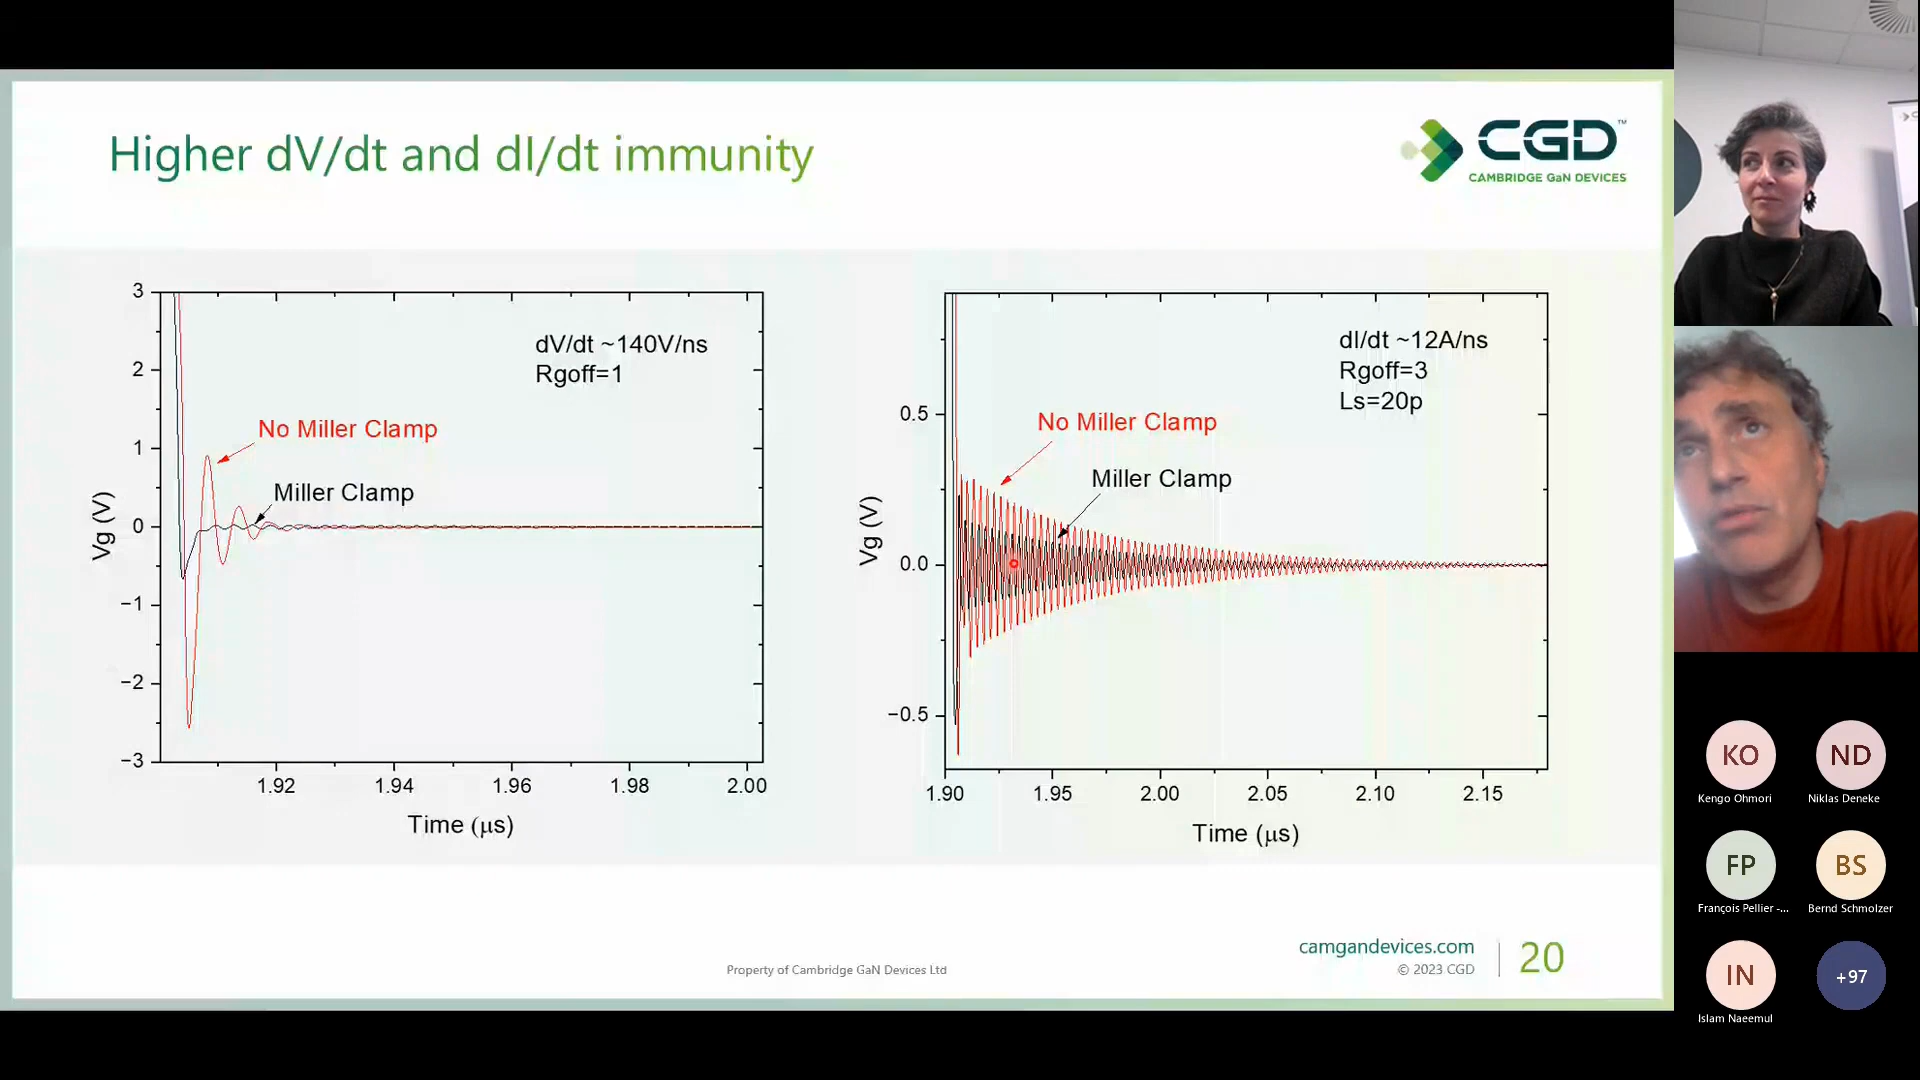 Higher dV/dt and dI/dt immunity
CGD™
CAMBRIDGE GaN DEVICES
3
2
1
0
−1
−2
−3
Vg (V)
dV/dt ~140V/ns
Rgoff=1
No Miller Clamp
Miller Clamp
1.92 1.94 1.96 1.98 2.00
Time (μs)
0.5
0.0
−0.5
Vg (V)
dI/dt ~12A/ns
Rgoff=3
Ls=20p
No Miller Clamp
Miller Clamp
1.90 1.95 2.00 2.05 2.10 2.15
Time (μs)
Property of Cambridge GaN Devices Ltd
camgandevices.com
© 2023 CGD
20
KO
Kengo Ohmori
ND
Niklas Deneke
FP
François Pellier -...
BS
Bernd Schmolzer
IN
Islam Naeemul
+97